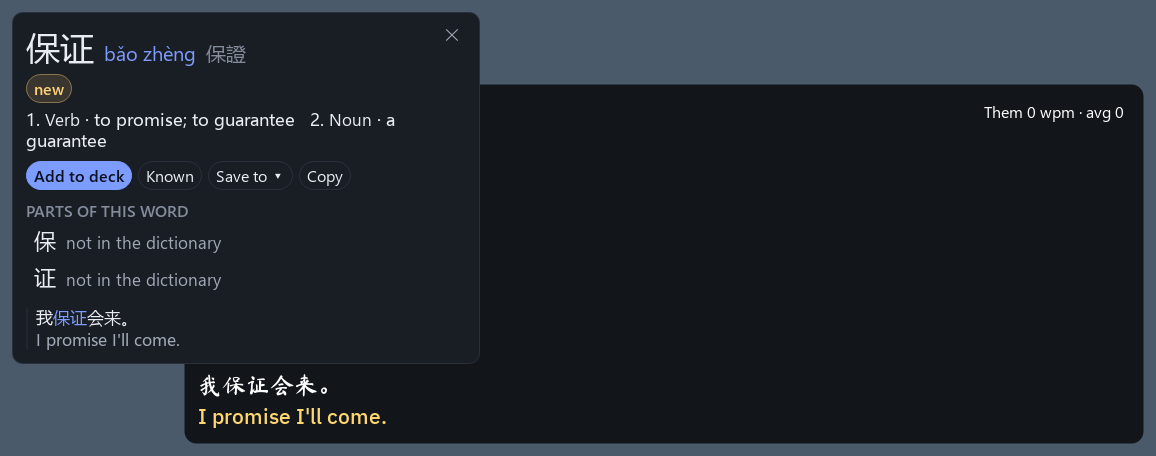 保证 bǎo zhèng 保證
new
1. Verb · to promise; to guarantee 2. Noun · a
guarantee
Add to deck Known Save to ▾ Copy
PARTS OF THIS WORD
保 not in the dictionary
证 not in the dictionary
我保证会来。
I promise I'll come.
Them 0 wpm · avg 0
我保证会来。
I promise I'll come.